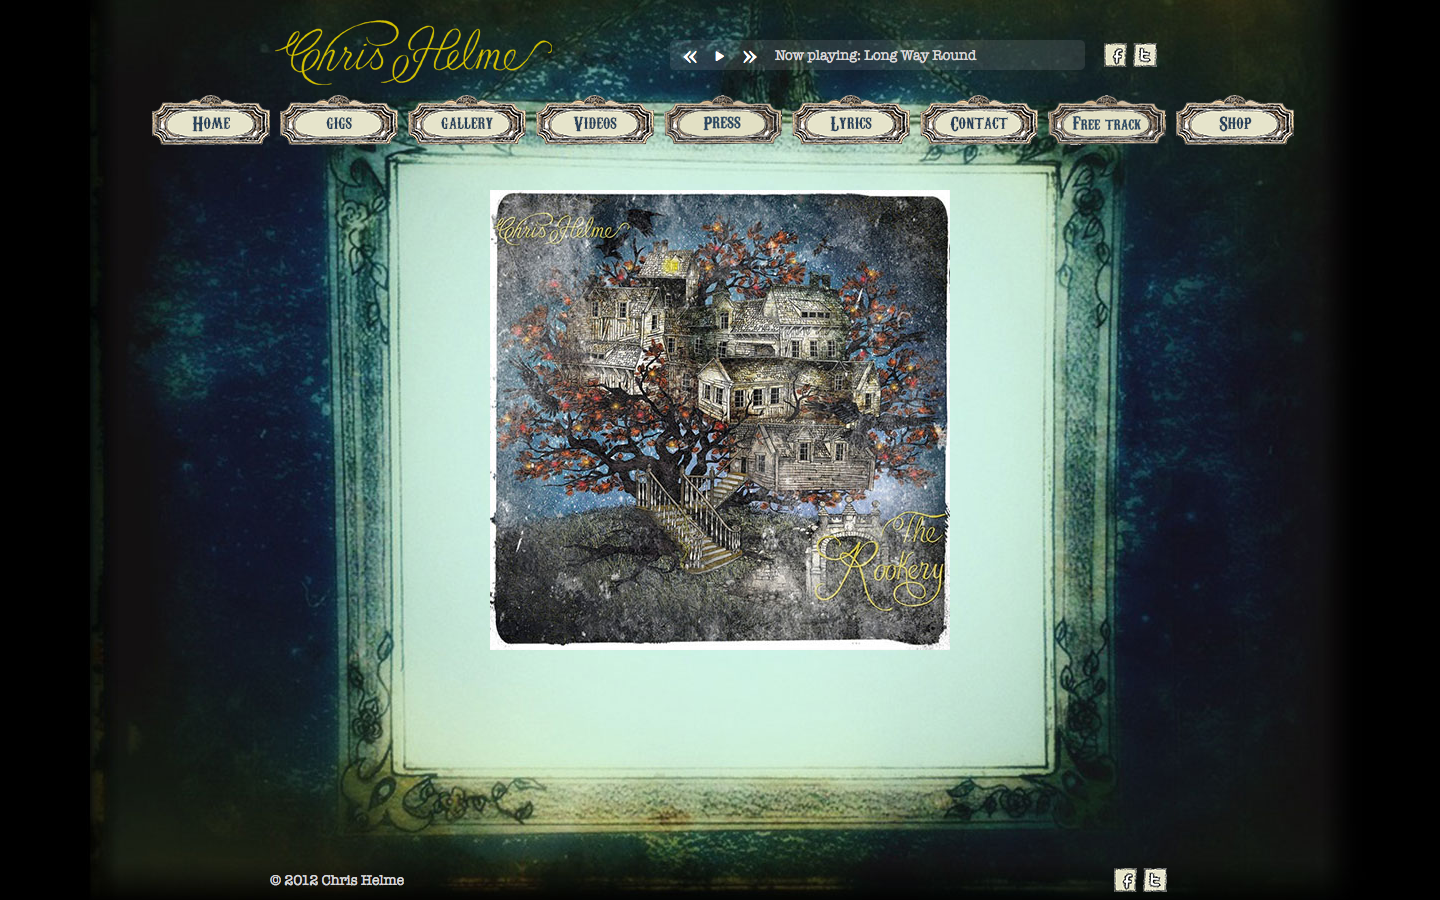 Chris Helme
Now playing: Long Way Round
f t
Home gigs gallery Videos Press Lyrics Contact Free track Shop
Chris Helme
The
Rookery
© 2012 Chris Helme
f t